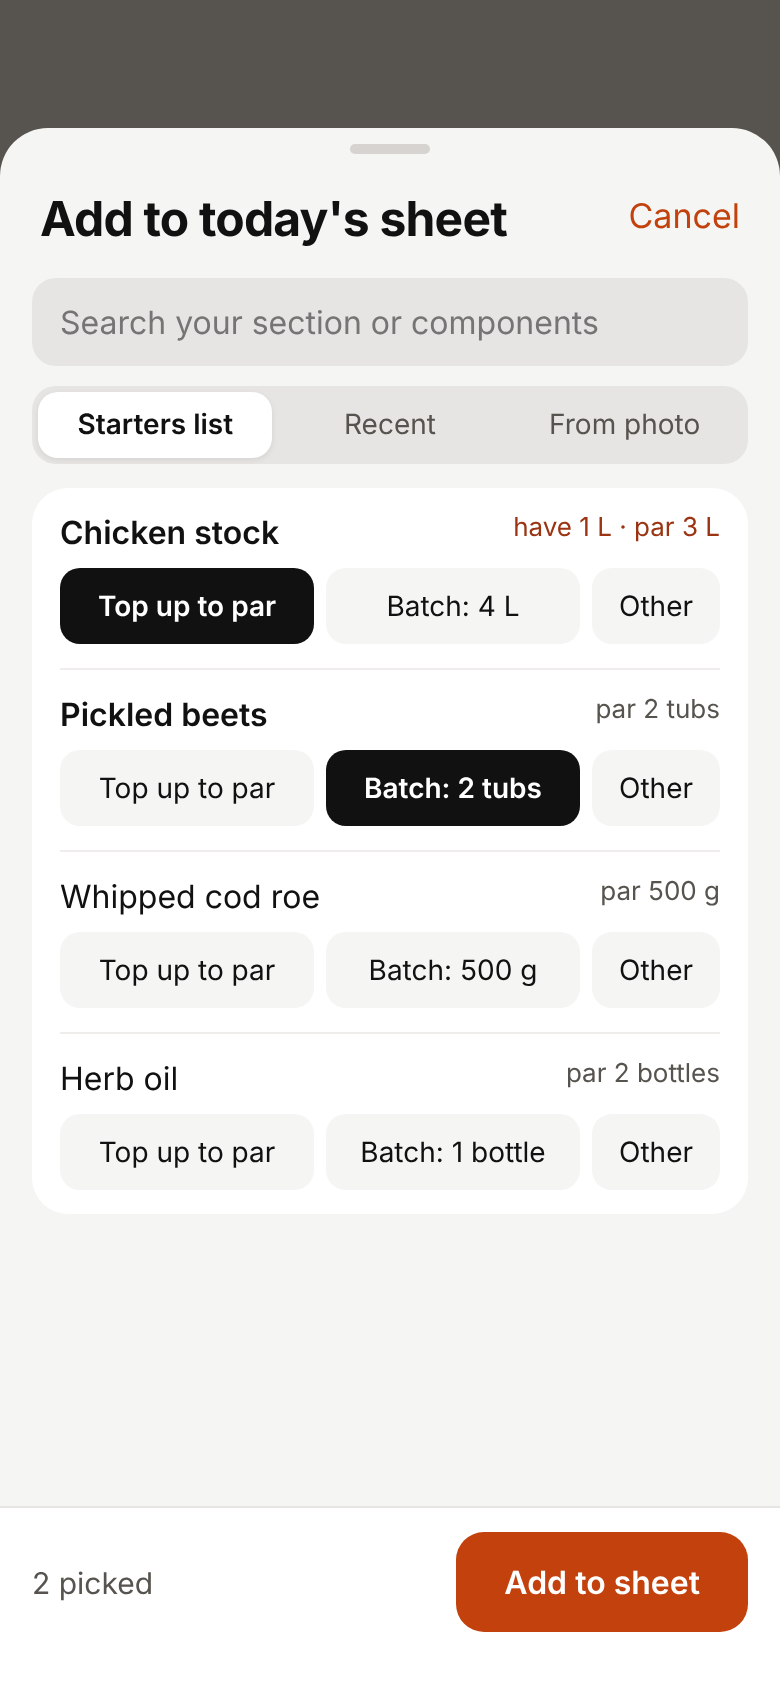 Add to today's sheet
Cancel
Search your section or components
Starters list
Recent
From photo
Chicken stock
have 1 L · par 3 L
Top up to par
Batch: 4 L
Other
Pickled beets
par 2 tubs
Top up to par
Batch: 2 tubs
Other
Whipped cod roe
par 500 g
Top up to par
Batch: 500 g
Other
Herb oil
par 2 bottles
Top up to par
Batch: 1 bottle
Other
2 picked
Add to sheet